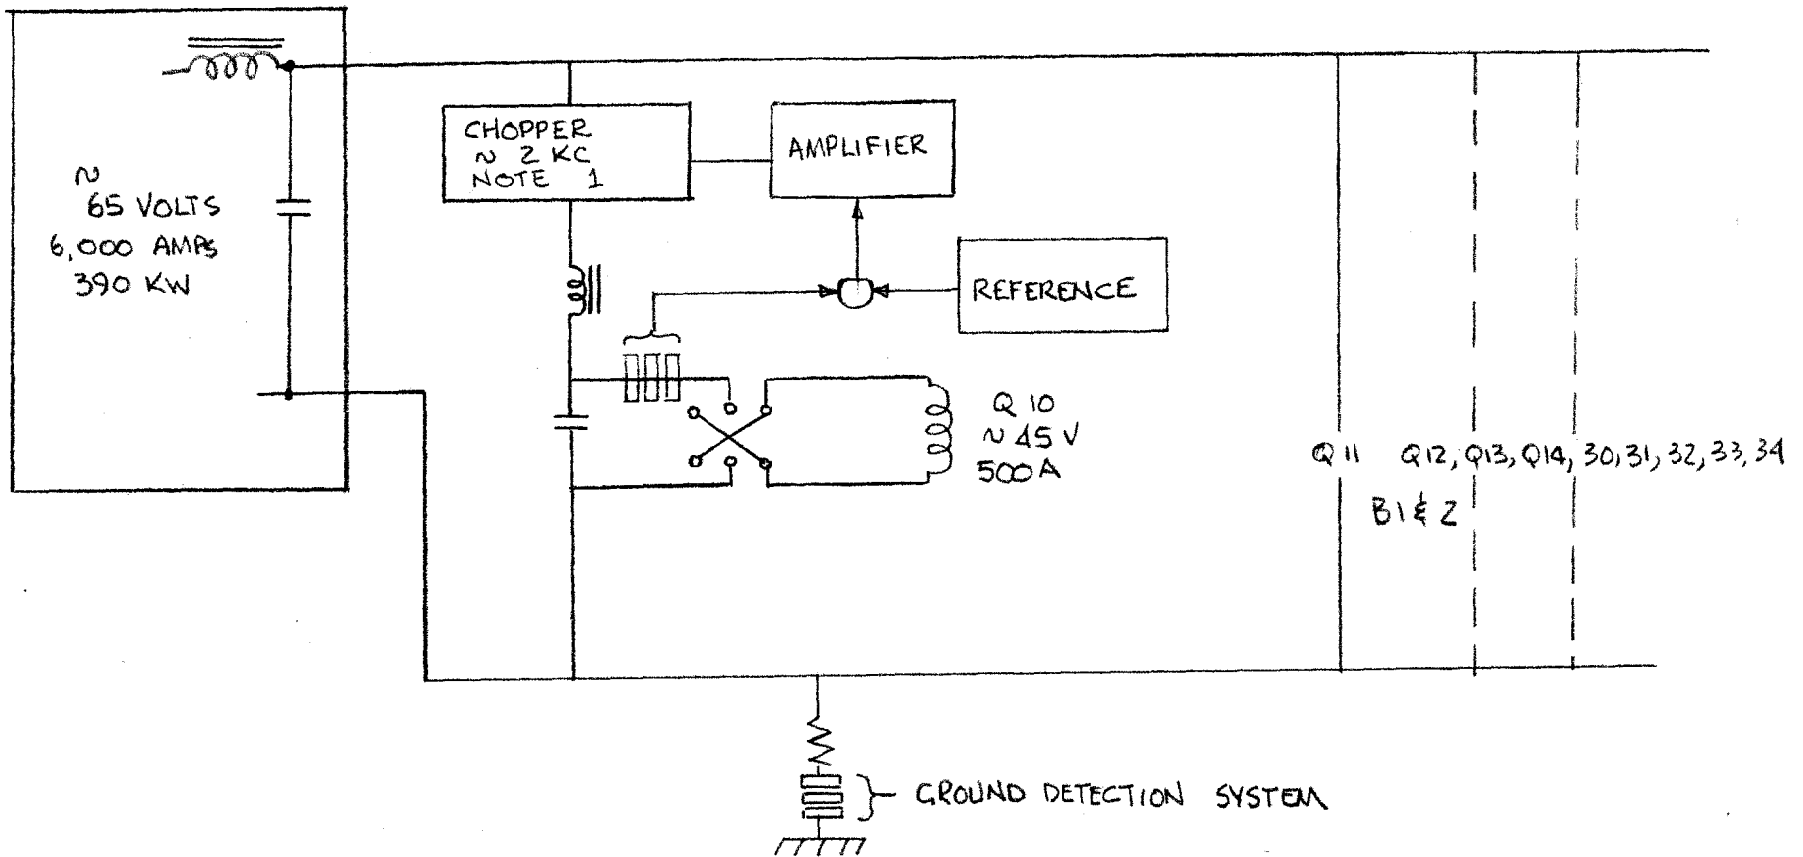 ~
65 VOLTS
6,000 AMPS
390 KW
CHOPPER
~ 2 KC
NOTE 1
AMPLIFIER
REFERENCE
Q 10
~ 45 V
500 A
Q 11 Q12, Q13, Q14, 30, 31, 32, 33, 34
B1 & 2
GROUND DETECTION SYSTEM